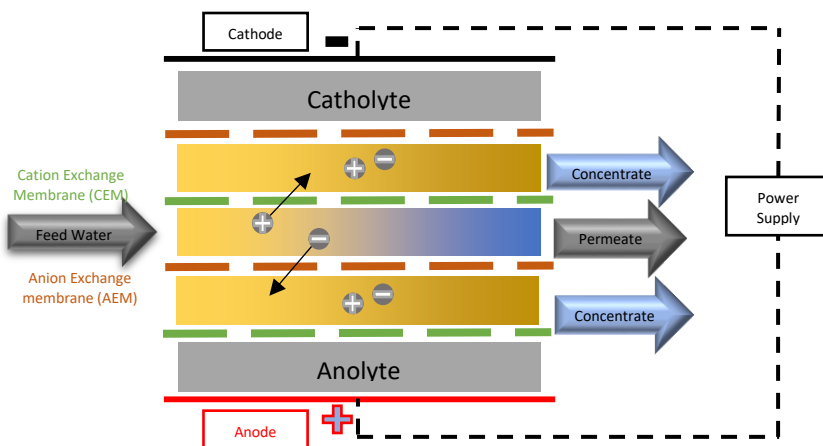 Cathode
Catholyte
Cation Exchange
Membrane (CEM)
Concentrate
Power
Supply
Feed Water
Permeate
Anion Exchange
membrane (AEM)
Concentrate
Anolyte
Anode